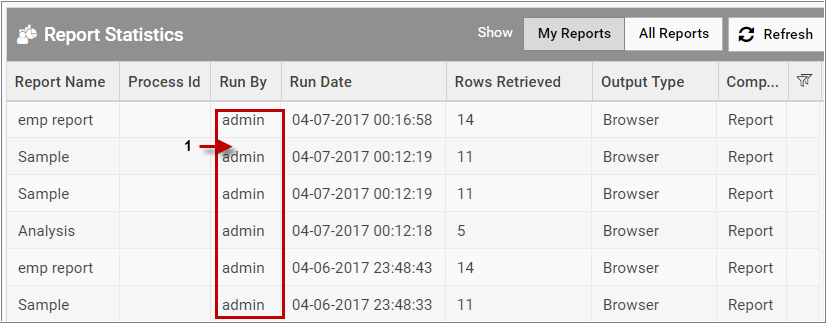 Report Statistics Show My Reports All Reports Refresh
Report Name Process Id Run By Run Date Rows Retrieved Output Type Comp...
emp report admin 04-07-2017 00:16:58 14 Browser Report
1
Sample admin 04-07-2017 00:12:19 11 Browser Report
Sample admin 04-07-2017 00:12:19 11 Browser Report
Analysis admin 04-07-2017 00:12:18 5 Browser Report
emp report admin 04-06-2017 23:48:43 14 Browser Report
Sample admin 04-06-2017 23:48:33 11 Browser Report